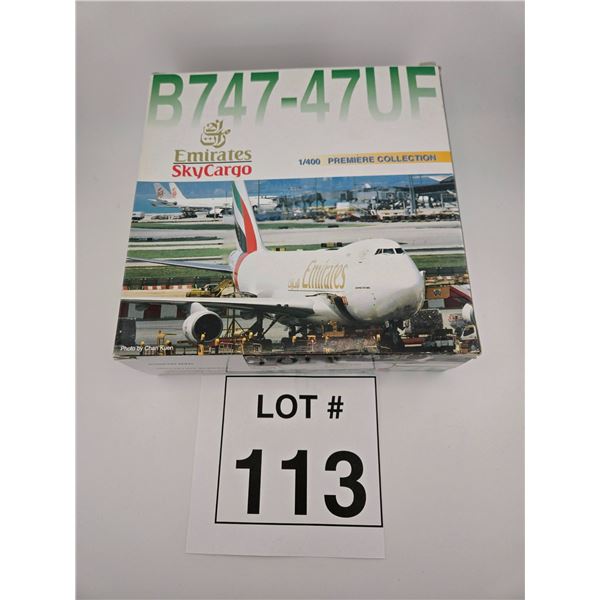 B747-47UF
Emirates
SkyCargo
1/400 PREMIERE COLLECTION
Emirates
Photo by Chan Kuen
LOT #
113